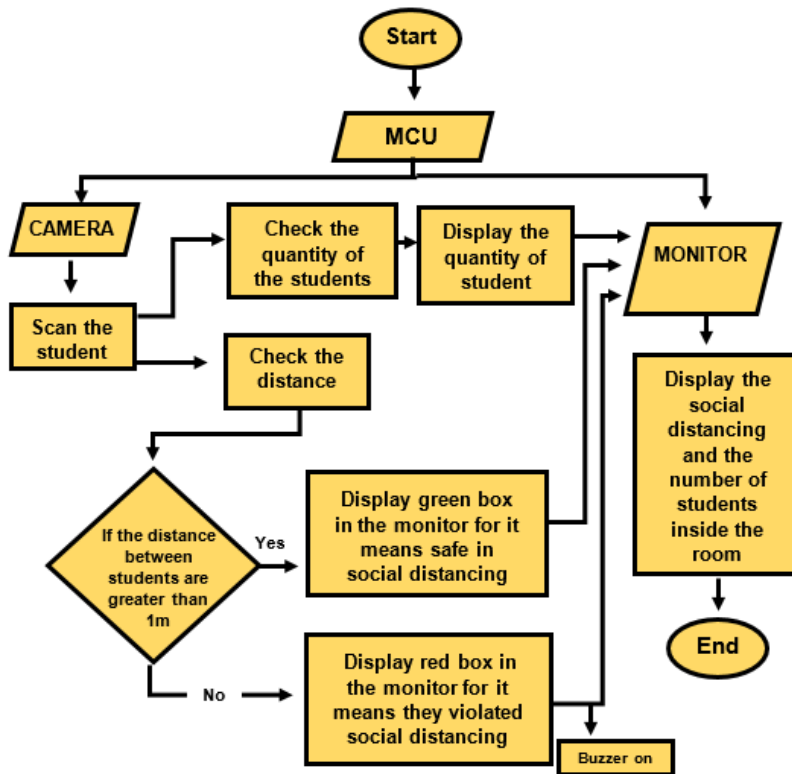 Start
MCU
CAMERA
Check the
quantity of
the students
Display the
quantity of
student
MONITOR
Scan the
student
Check the
distance
Display the
social
distancing
and the
number of
students
inside the
room
If the distance
between
students are
greater than
1m
Yes
Display green box
in the monitor for it
means safe in
social distancing
End
No
Display red box in
the monitor for it
means they violated
social distancing
Buzzer on